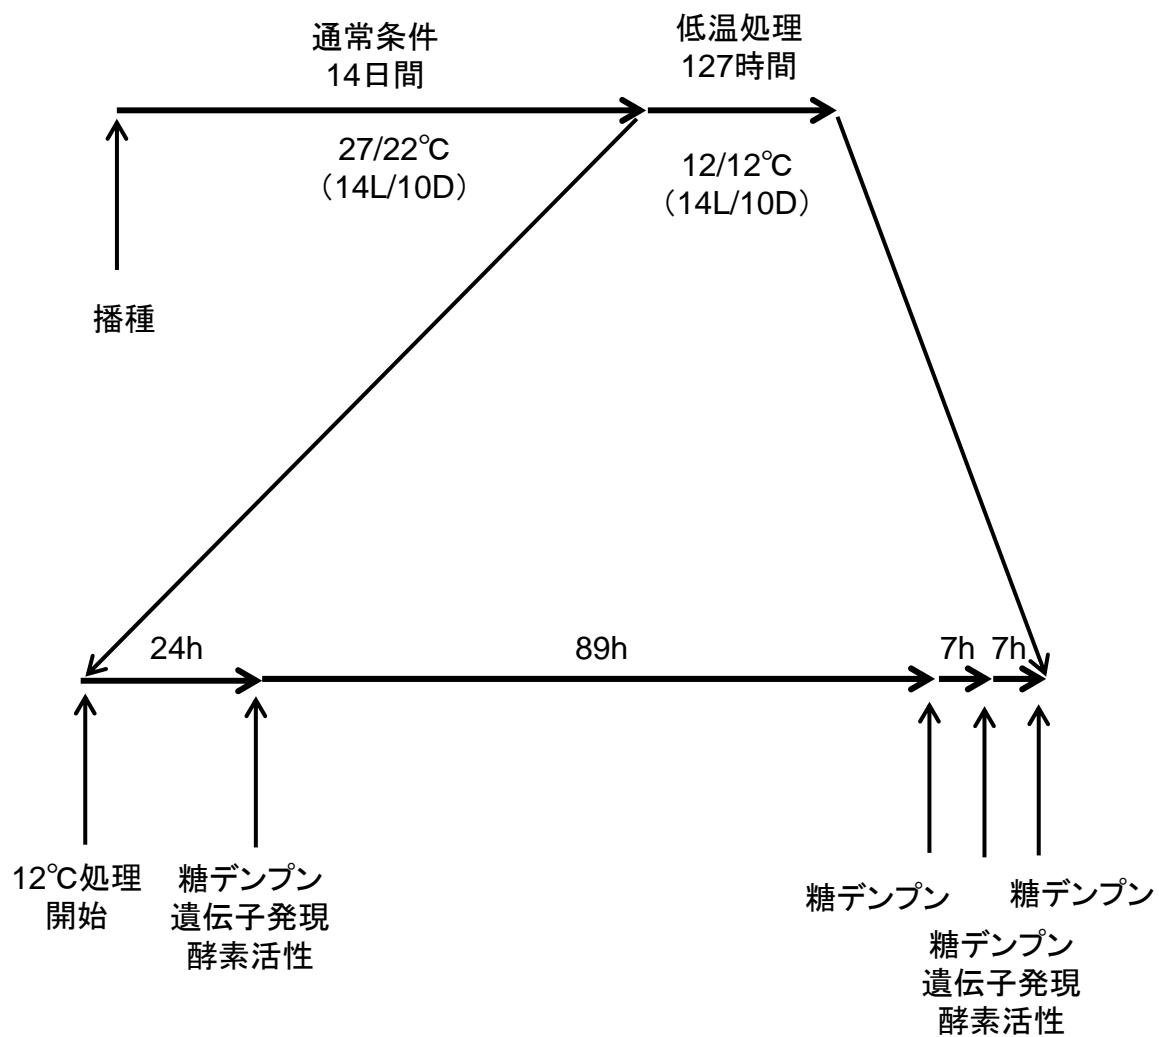 通常条件
14日間
低温処理
127時間
27/22℃
（14L/10D）
12/12℃
（14L/10D）
播種
24h
89h
7h
7h
12℃処理
開始
糖デンプン
遺伝子発現
酵素活性
糖デンプン
糖デンプン
遺伝子発現
酵素活性
糖デンプン